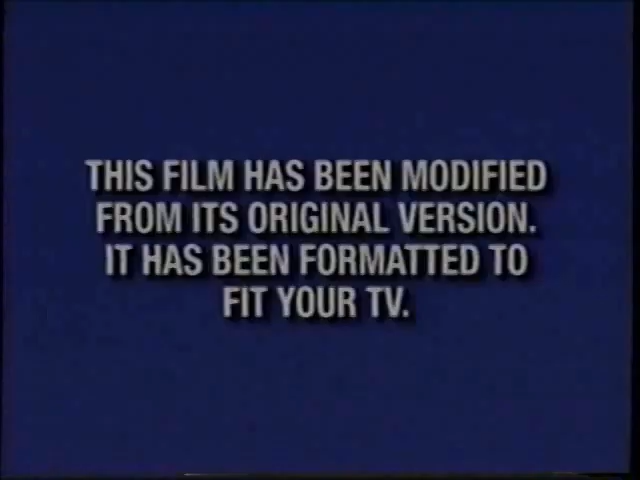 THIS FILM HAS BEEN MODIFIED
FROM ITS ORIGINAL VERSION.
IT HAS BEEN FORMATTED TO
FIT YOUR TV.